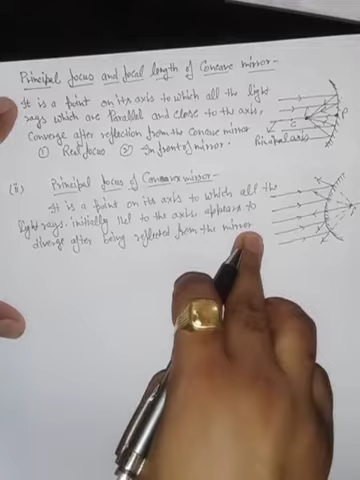 Principal focus and focal length of Concave mirror-
It is a point on its axis to which all the light
rays which are Parallel and close to the axis,
Converge after reflection from the concave mirror
① Real focus ② In front of mirror.
C
P
Principal axis
(ii) Principal focus of Convex mirror-
It is a point on its axis to which all the
light rays initially llel to the axis, appears to
diverge after being reflected from the mirror